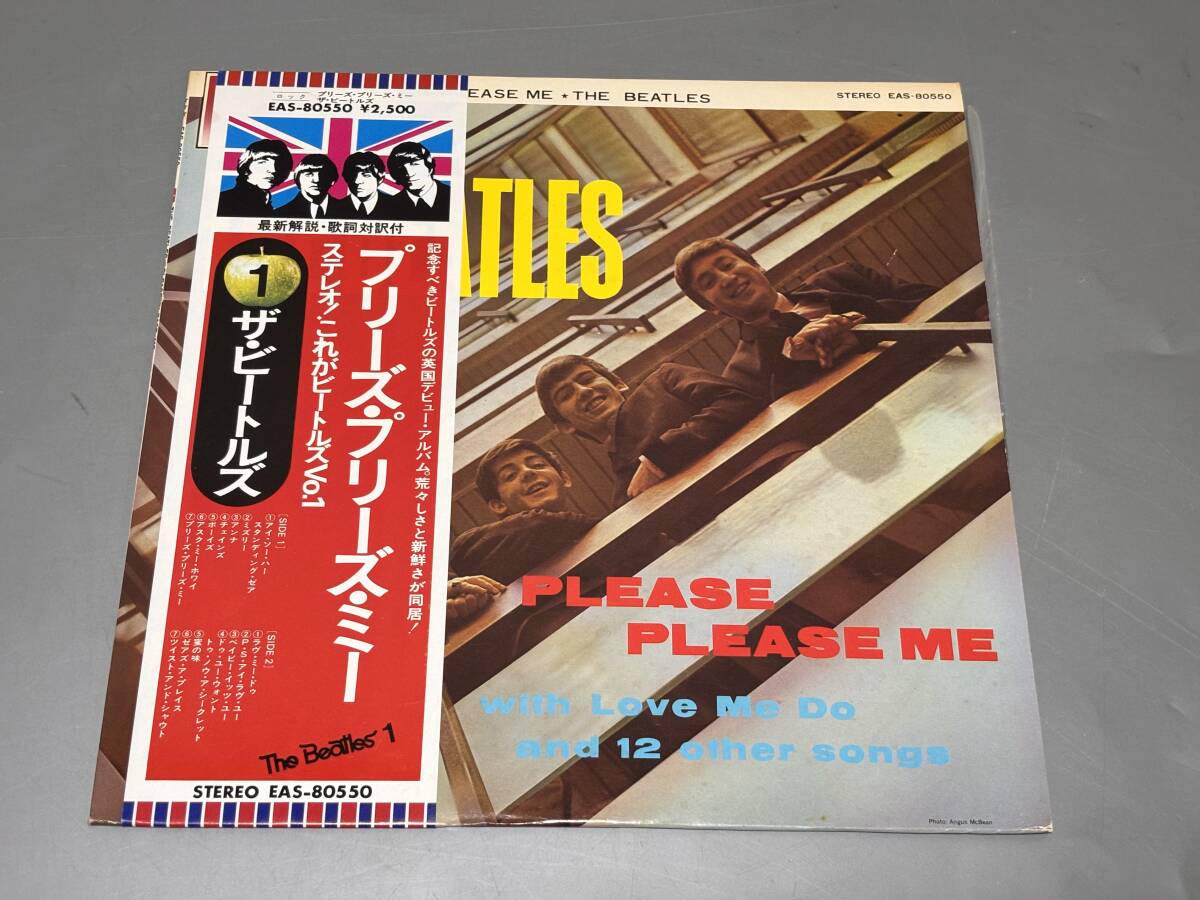 ロック プリーズ・プリーズ・ミー
ザ・ビートルズ
EAS-80550 ¥2,500
最新解説・歌詞対訳付
記念すべきビートルズの英国デビュー・アルバム。荒々しさと新鮮さが同居!
プリーズ・プリーズ・ミー
ステレオ!これがビートルズVo.1
1
ザ・ビートルズ
[SIDE 1]
①アイ・ソー・ハー
スタンディング・ゼア
②ミズリー
③アンナ
④チェインズ
⑤ボーイズ
⑥アスク・ミー・ホワイ
⑦プリーズ・プリーズ・ミー
[SIDE 2]
①ラヴ・ミー・ドゥ
②P・S・アイ・ラヴ・ユー
③ベイビー・イッツ・ユー
④ドゥ・ユー・ウォント
トゥ・ノウ・ア・シークレット
⑤蜜の味
⑥ゼアズ・ア・プレイス
⑦ツイスト・アンド・シャウト
The Beatles 1
STEREO EAS-80550
EASE ME ★ THE BEATLES
STEREO EAS-80550
ATLES
PLEASE
PLEASE ME
with Love Me Do
and 12 other songs
Photo: Angus McBean